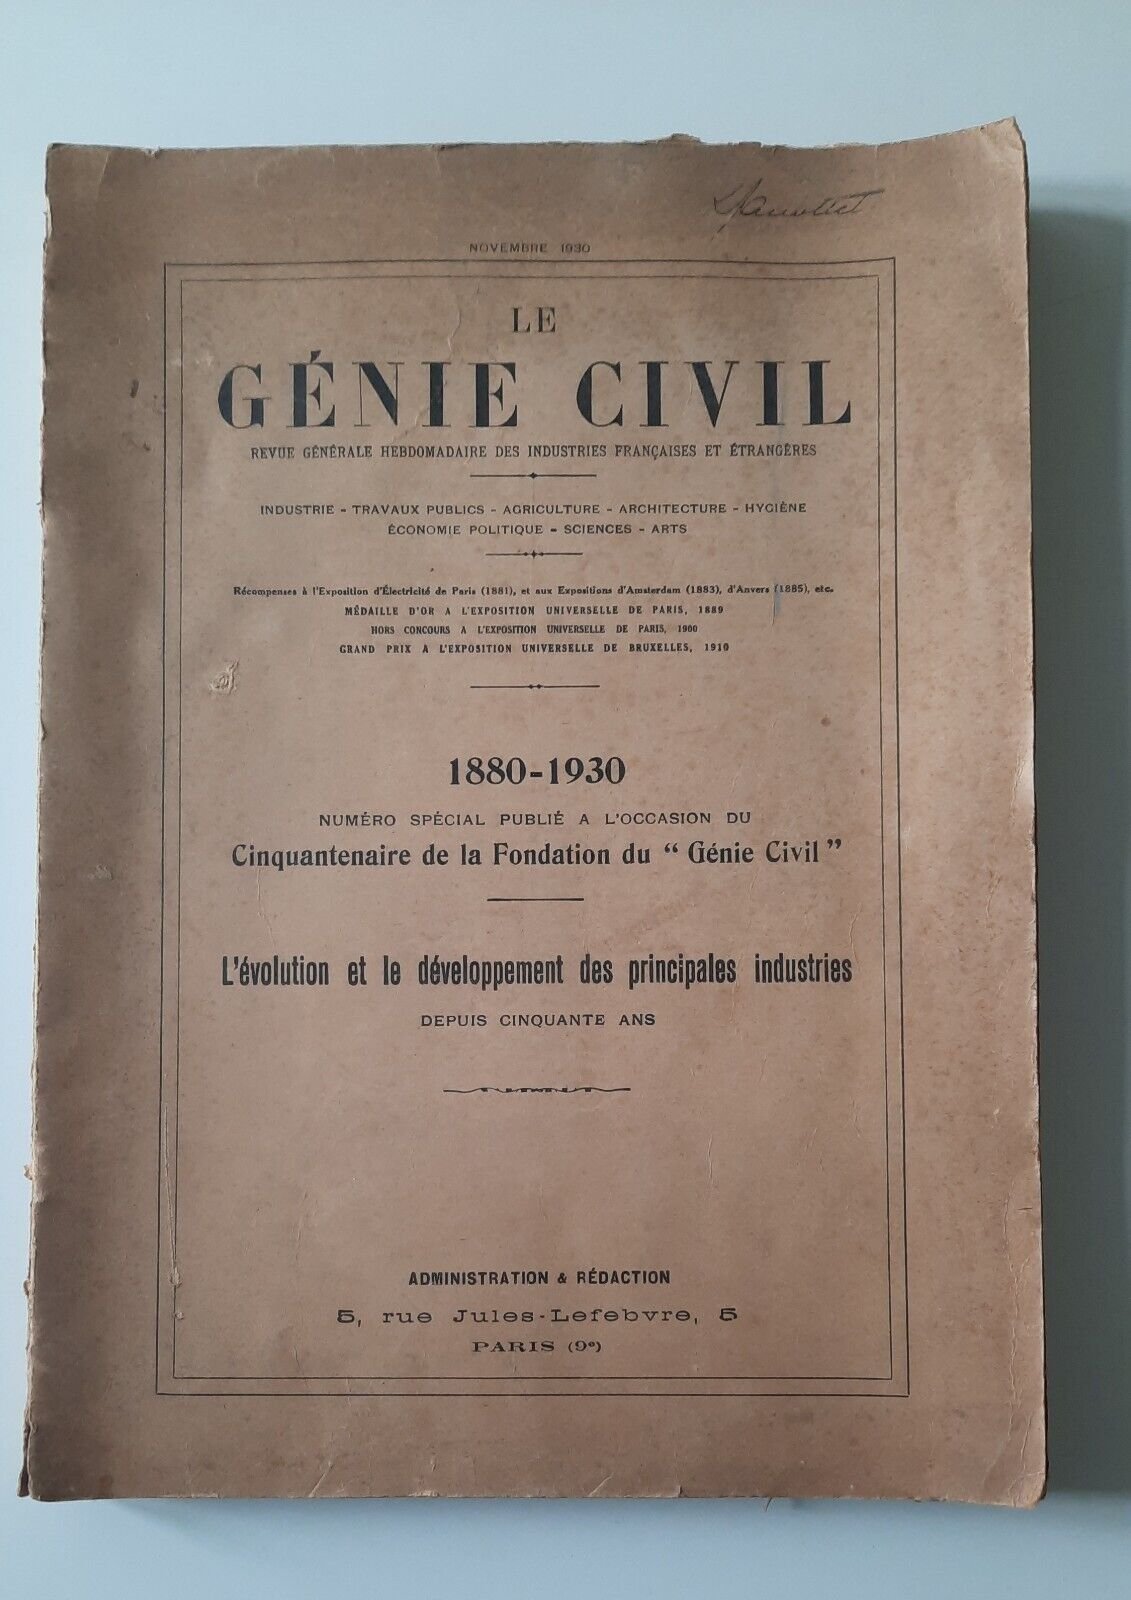 NOVEMBRE 1930
LE
GÉNIE CIVIL
REVUE GÉNÉRALE HEBDOMADAIRE DES INDUSTRIES FRANÇAISES ET ÉTRANGÈRES
INDUSTRIE - TRAVAUX PUBLICS - AGRICULTURE - ARCHITECTURE - HYGIÈNE
ÉCONOMIE POLITIQUE - SCIENCES - ARTS
Récompenses à l'Exposition d'Électricité de Paris (1881), et aux Expositions d'Amsterdam (1883), d'Anvers (1885), etc.
MÉDAILLE D'OR A L'EXPOSITION UNIVERSELLE DE PARIS, 1889
HORS CONCOURS A L'EXPOSITION UNIVERSELLE DE PARIS, 1900
GRAND PRIX A L'EXPOSITION UNIVERSELLE DE BRUXELLES, 1910
1880-1930
NUMÉRO SPÉCIAL PUBLIÉ A L'OCCASION DU
Cinquantenaire de la Fondation du “ Génie Civil ”
L'évolution et le développement des principales industries
DEPUIS CINQUANTE ANS
ADMINISTRATION & RÉDACTION
5, rue Jules-Lefebvre, 5
PARIS (9e)